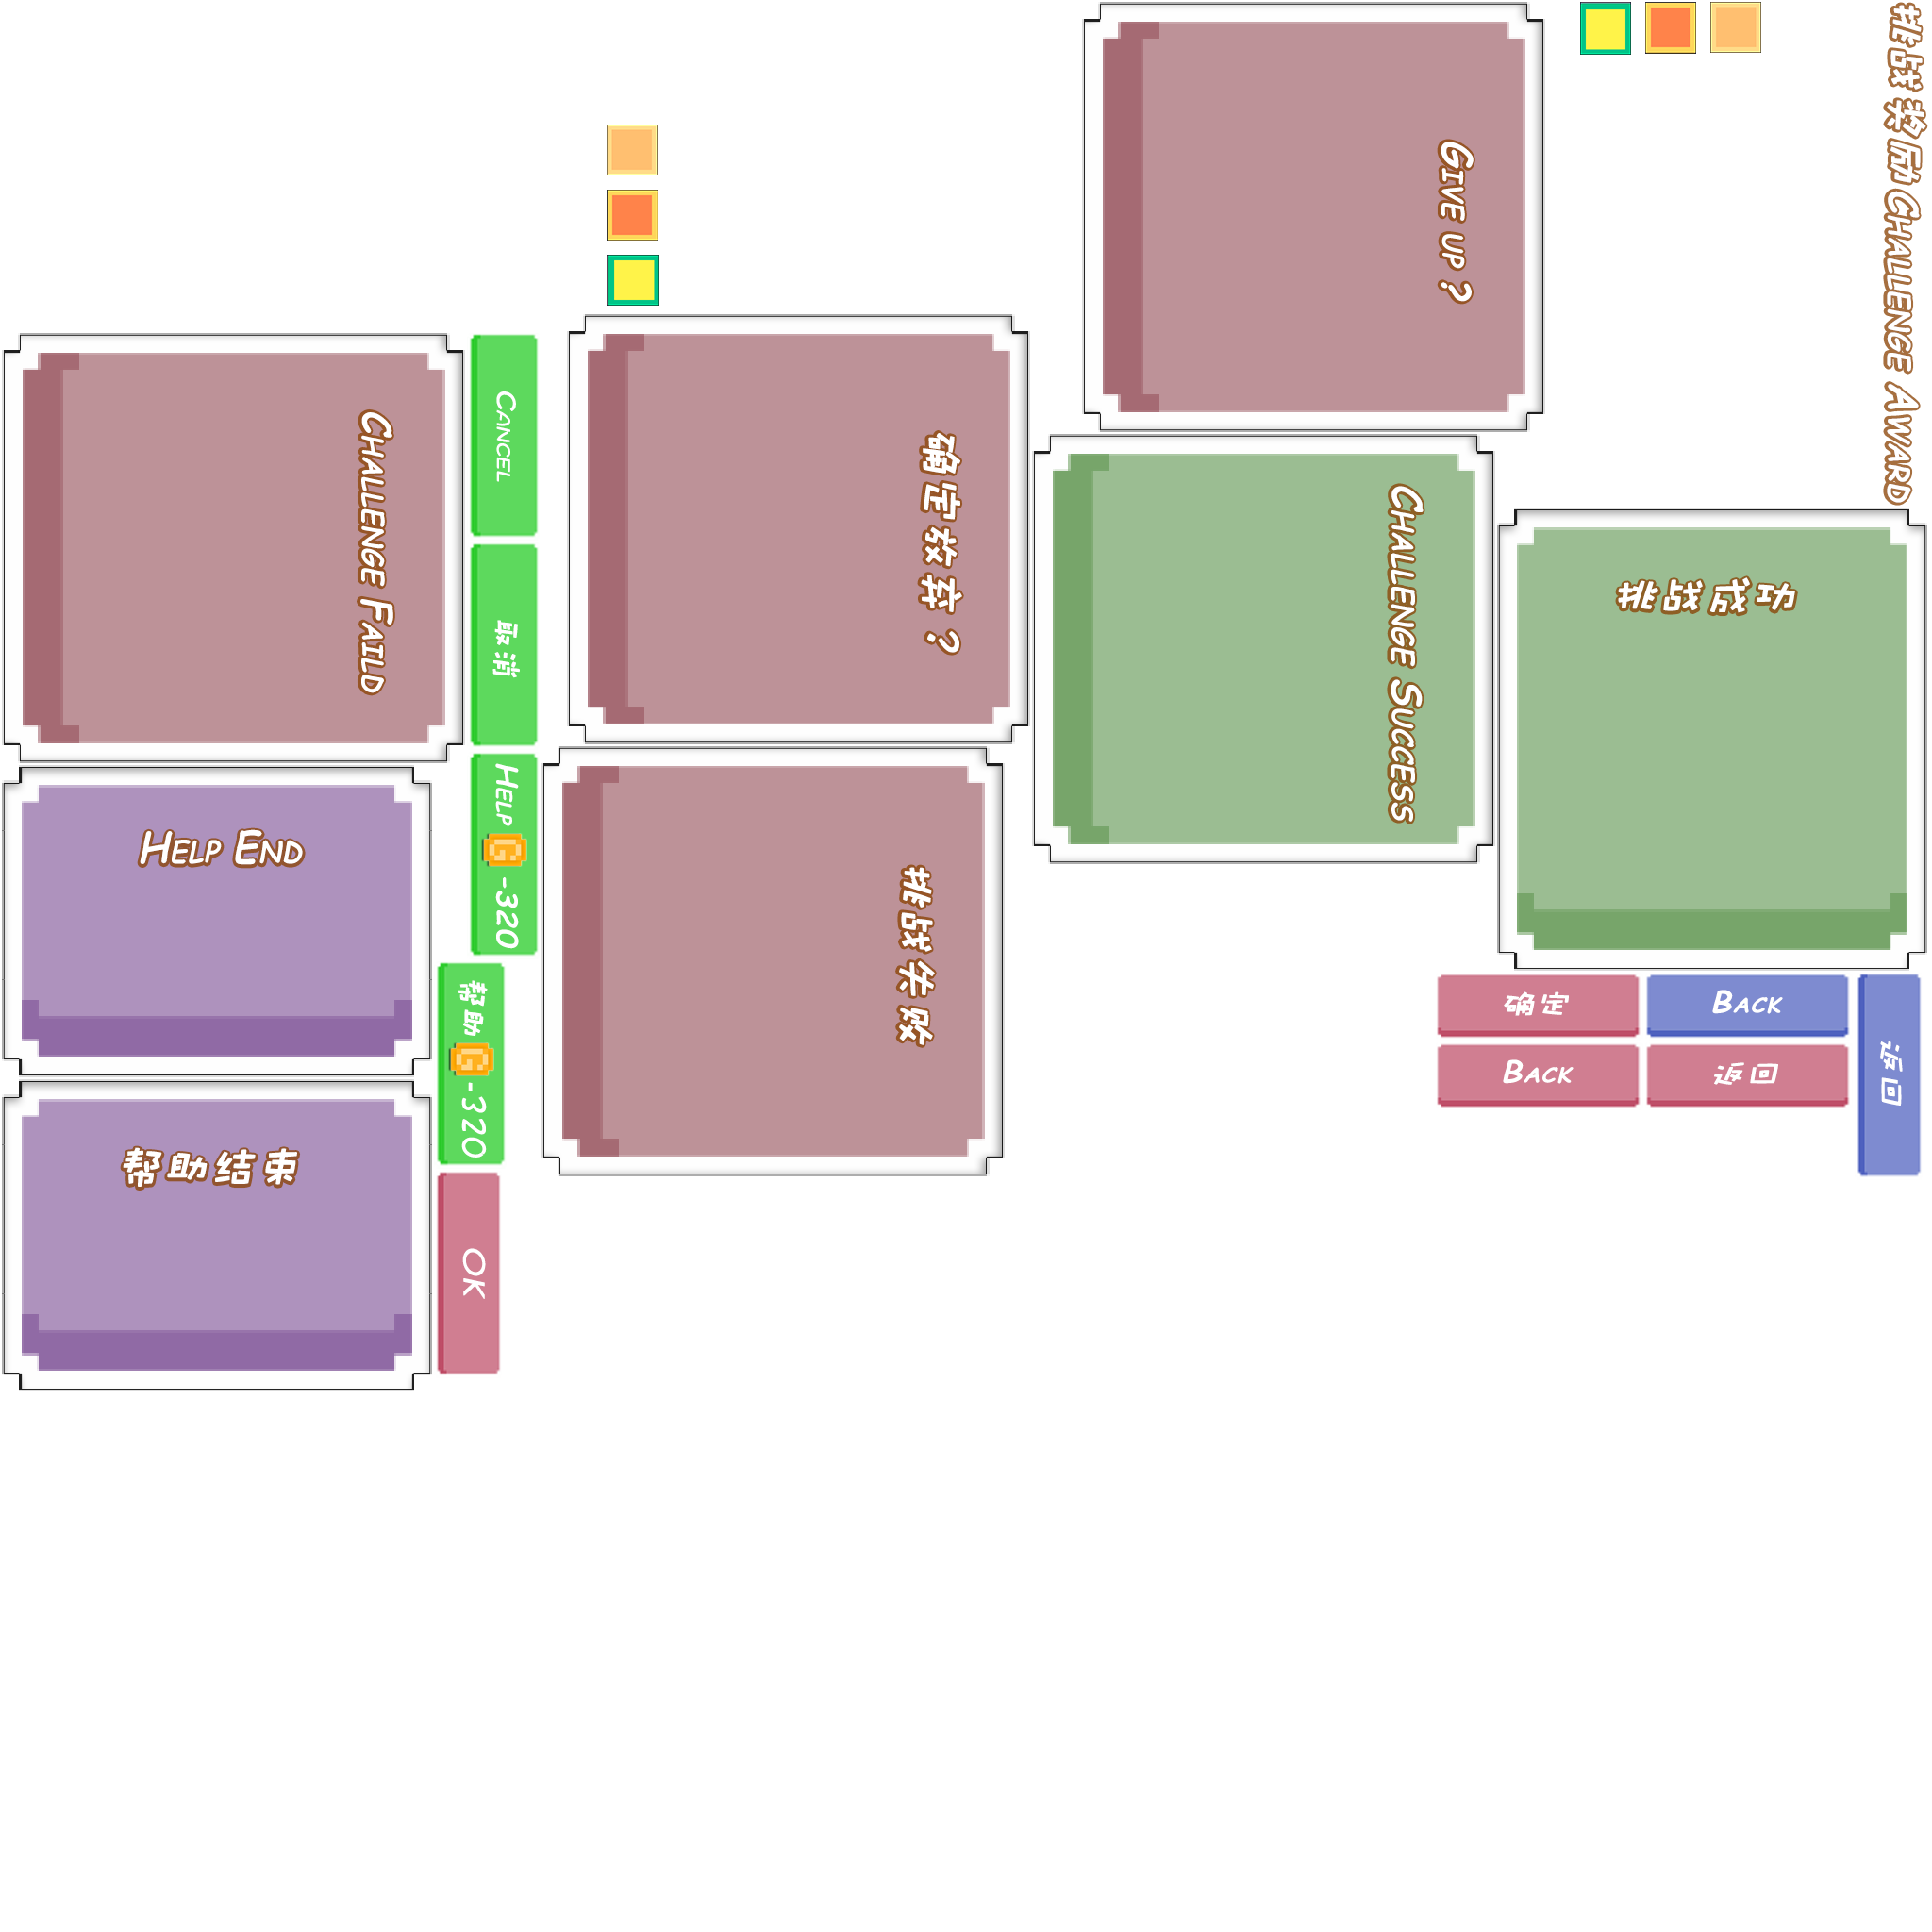 挑战奖励
CHALLENGE AWARD
GIVE UP?
CHALLENGE FAILD
CANCEL
确定放弃?
CHALLENGE SUCCESS
挑战成功
取消
HELP G -320
HELP END
挑战失败
帮助 G -320
确定
BACK
返回
BACK
返回
帮助结束
OK